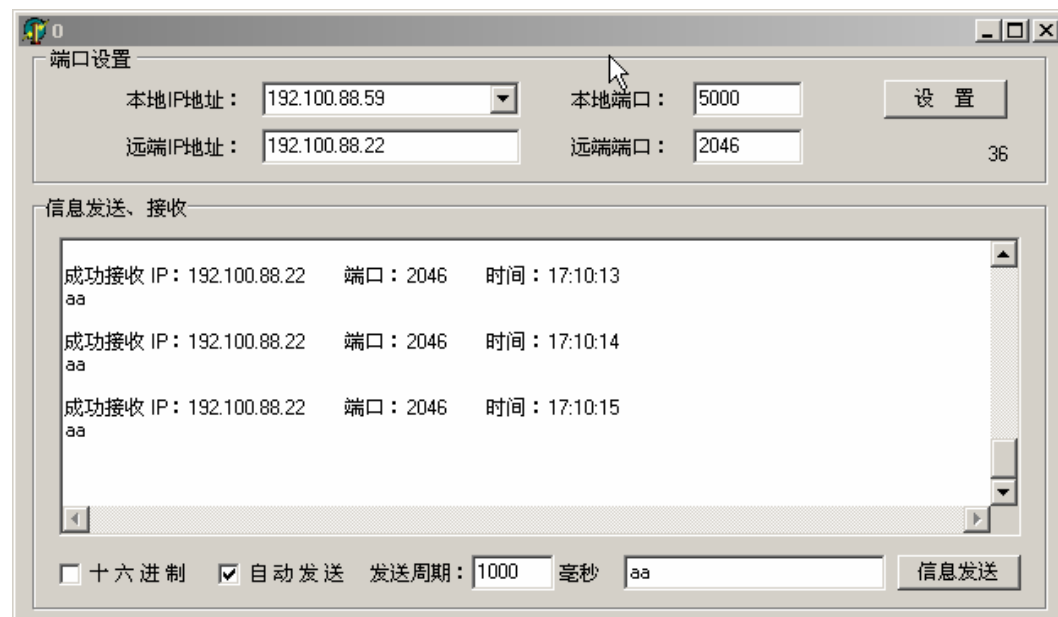 0
端口设置
本地IP地址： 192.100.88.59 本地端口： 5000 设 置
远端IP地址： 192.100.88.22 远端端口： 2046 36
信息发送、接收
成功接收 IP：192.100.88.22 端口：2046 时间：17:10:13
aa
成功接收 IP：192.100.88.22 端口：2046 时间：17:10:14
aa
成功接收 IP：192.100.88.22 端口：2046 时间：17:10:15
aa
十六进制 自动发送 发送周期：1000 毫秒 aa 信息发送